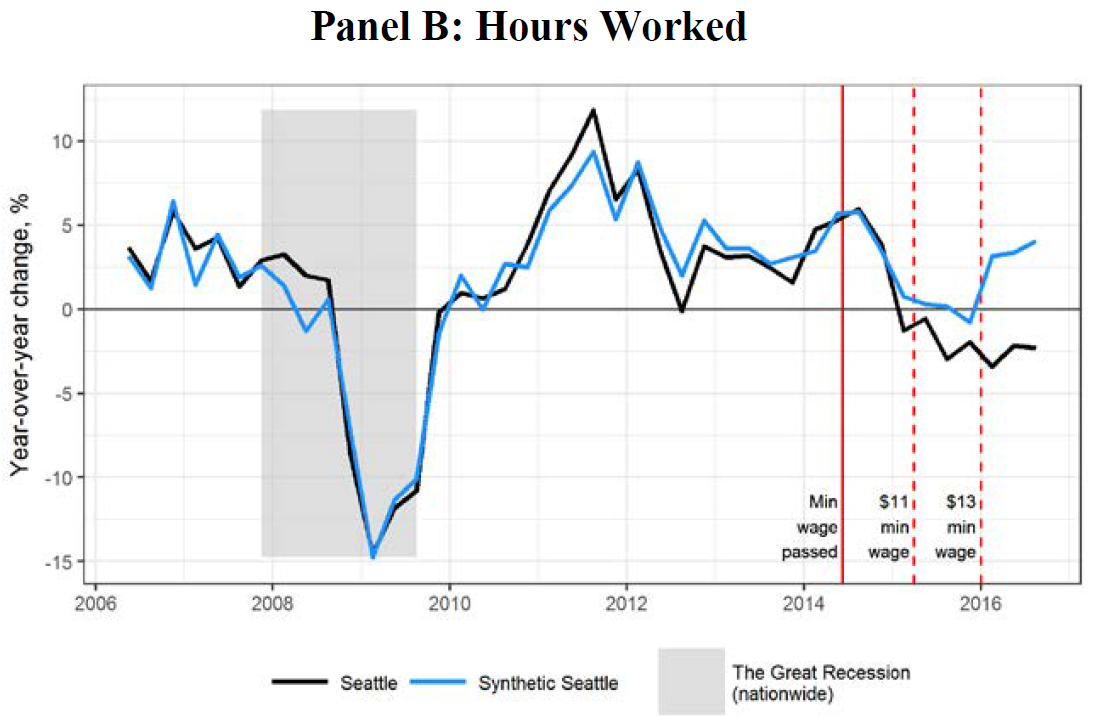 Panel B: Hours Worked
Year-over-year change, %
10
5
0
-5
-10
-15
Min
wage
passed
$11
min
wage
$13
min
wage
2006
2008
2010
2012
2014
2016
Seattle
Synthetic Seattle
The Great Recession
(nationwide)